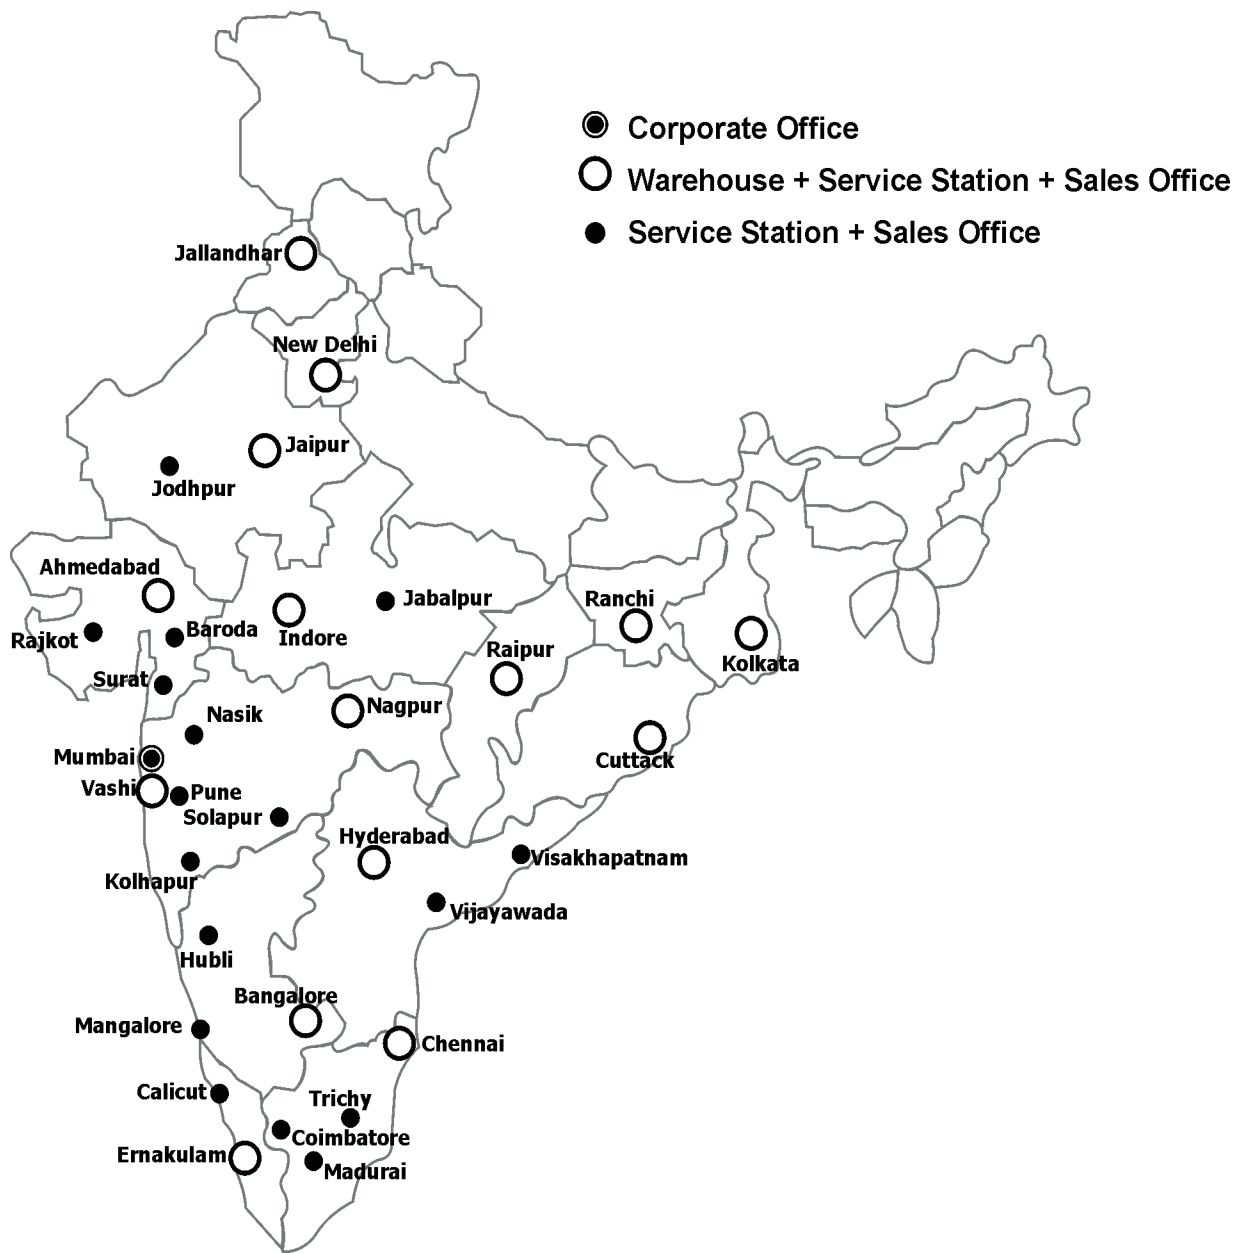 Corporate Office
Warehouse + Service Station + Sales Office
Service Station + Sales Office
Jallandhar
New Delhi
Jaipur
Jodhpur
Ahmedabad
Jabalpur
Ranchi
Rajkot
Baroda
Indore
Raipur
Kolkata
Surat
Nasik
Nagpur
Mumbai
Cuttack
Vashi
Pune
Solapur
Hyderabad
Visakhapatnam
Kolhapur
Vijayawada
Hubli
Bangalore
Mangalore
Chennai
Calicut
Trichy
Coimbatore
Ernakulam
Madurai